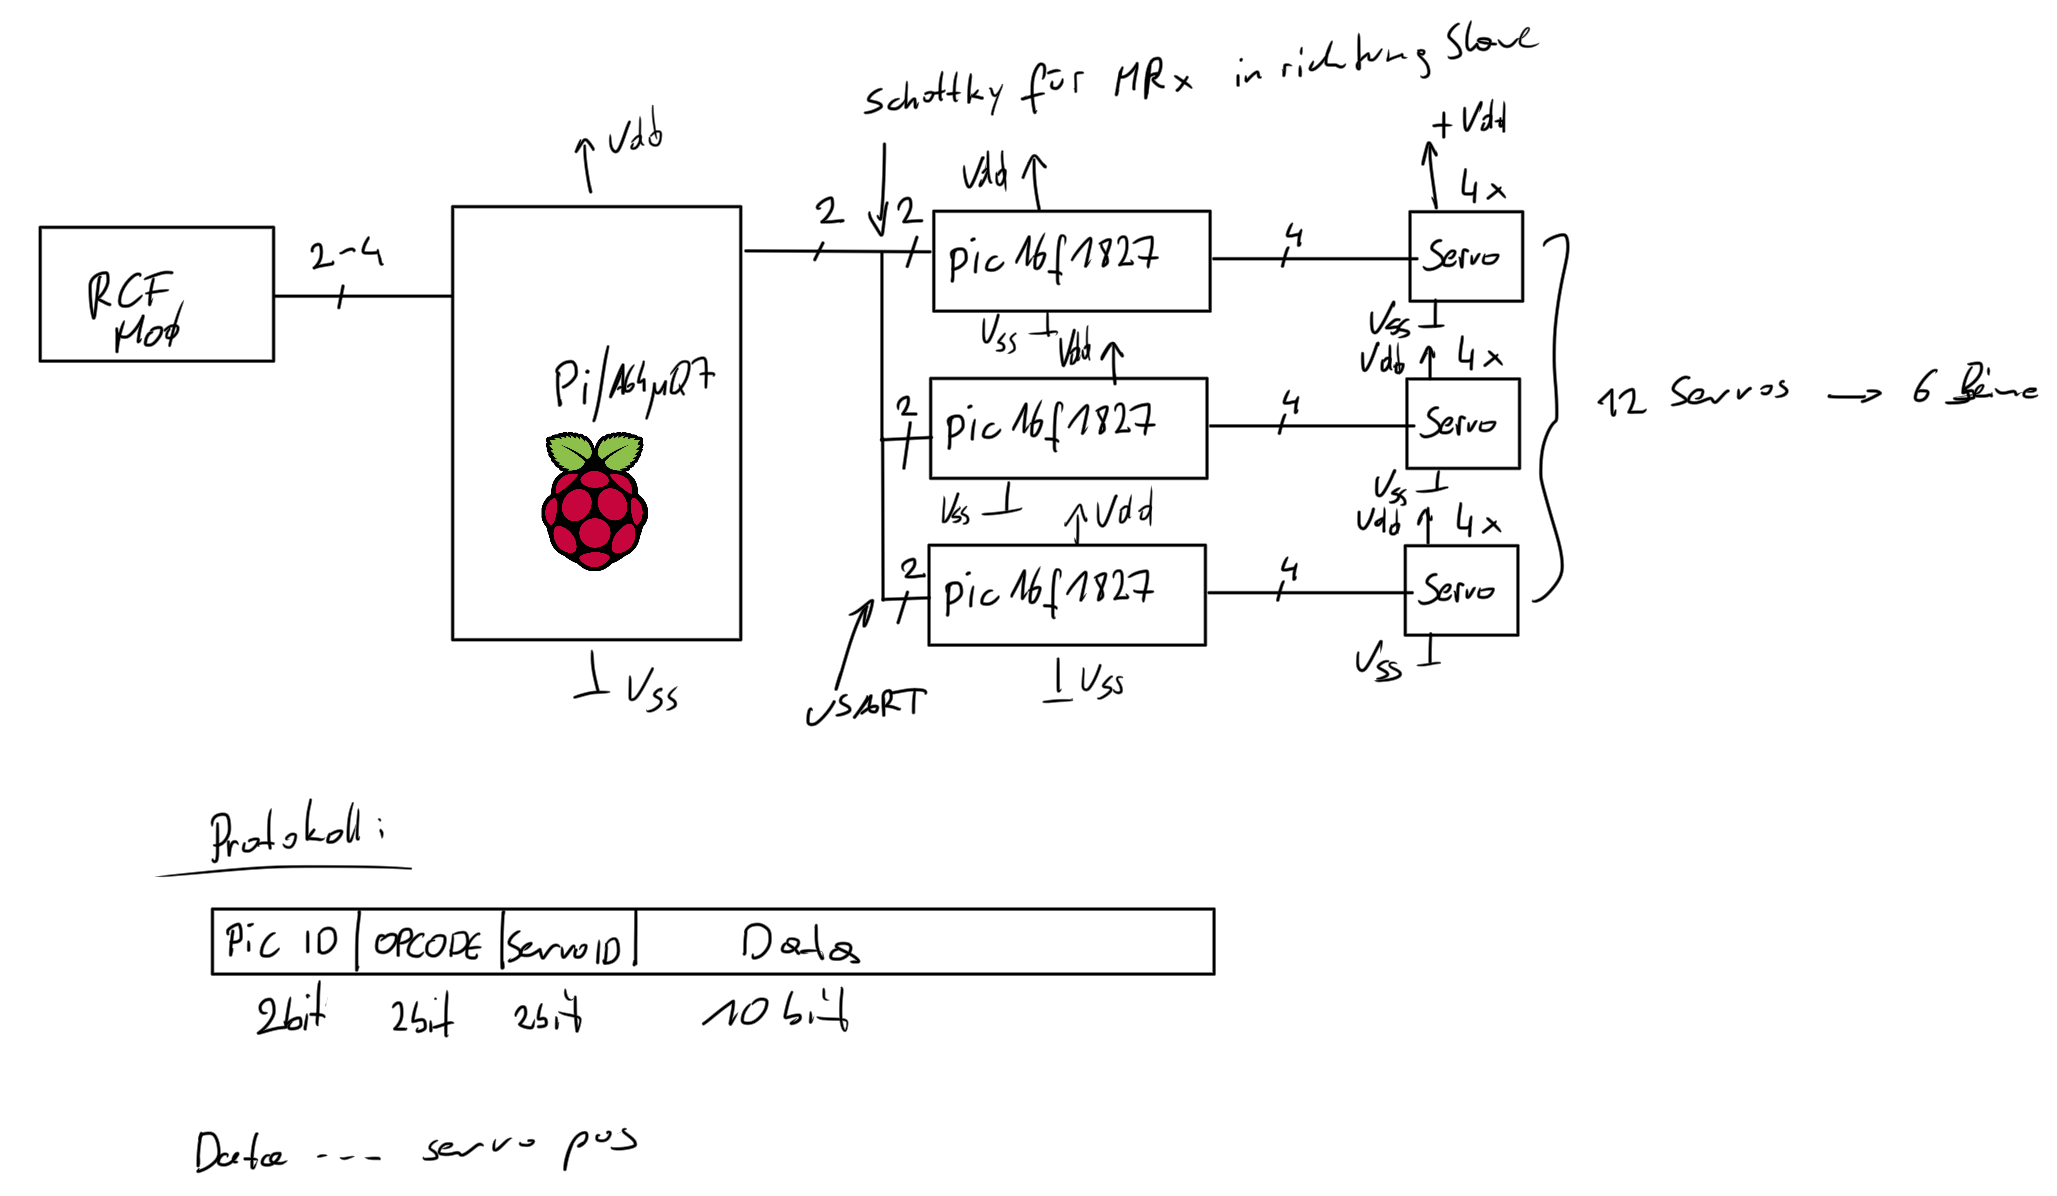 Schottky für MRx in richtung Slave
Vdd
Vdd
+ Vdd
4x
2
2
RCF
Mod
2-4
pic 16f1827
4
Servo
Vss
Vss
Vdd
Vdd
4x
Pi/A64µQ7
2
pic 16f1827
4
Servo
12 Servos → 6 Beine
Vss
Vdd
Vss
Vdd
4x
2
pic 16f1827
4
Servo
Vss
USART
Vss
Vss
Protokoll:
Pic ID | OPCODE | Servo ID | Data
2bit 2bit 2bit 10 bit
Data --- servo pos